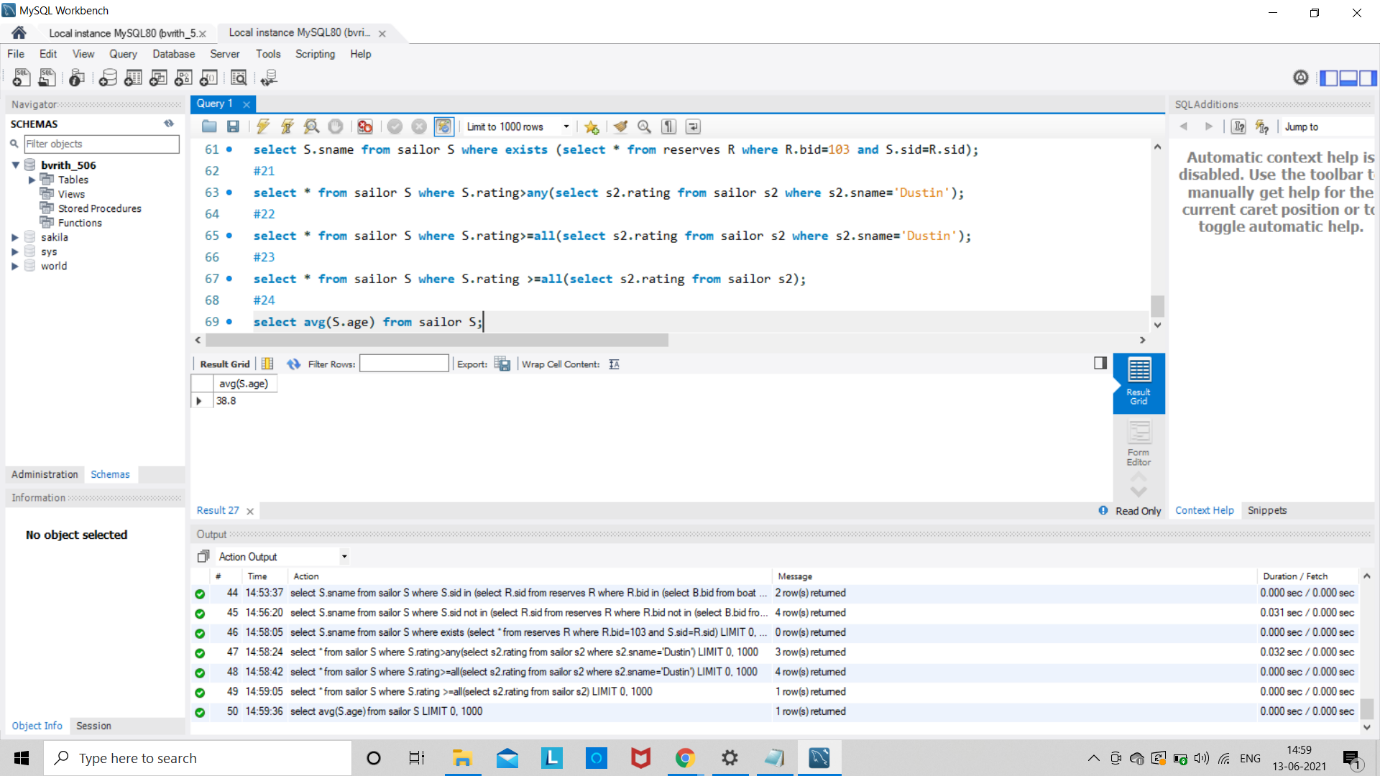 MySQL Workbench
Local instance MySQL80 (bvrith_5.x Local instance MySQL80 (bvri... x
File Edit View Query Database Server Tools Scripting Help
Navigator
SCHEMAS
Filter objects
bvrith_506
Tables
Views
Stored Procedures
Functions
sakila
sys
world
Administration Schemas
Information
No object selected
Object Info Session
Query 1 x
Limit to 1000 rows
61 select S.sname from sailor S where exists (select * from reserves R where R.bid=103 and S.sid=R.sid);
62 #21
63 select * from sailor S where S.rating>any(select s2.rating from sailor s2 where s2.sname='Dustin');
64 #22
65 select * from sailor S where S.rating>=all(select s2.rating from sailor s2 where s2.sname='Dustin');
66 #23
67 select * from sailor S where S.rating >=all(select s2.rating from sailor s2);
68 #24
69 select avg(S.age) from sailor S;
Result Grid Filter Rows: Export: Wrap Cell Content:
avg(S.age)
38.8
Result Grid
Form Editor
Result 27 x Read Only
SQLAdditions
Jump to
Automatic context help is
disabled. Use the toolbar t
manually get help for the
current caret position or to
toggle automatic help.
Context Help Snippets
Output
Action Output
# Time Action Message Duration / Fetch
44 14:53:37 select S.sname from sailor S where S.sid in (select R.sid from reserves R where R.bid in (select B.bid from boat ... 2 row(s) returned 0.000 sec / 0.000 sec
45 14:56:20 select S.sname from sailor S where S.sid not in (select R.sid from reserves R where R.bid not in (select B.bid fro... 4 row(s) returned 0.031 sec / 0.000 sec
46 14:58:05 select S.sname from sailor S where exists (select * from reserves R where R.bid=103 and S.sid=R.sid) LIMIT 0, ... 0 row(s) returned 0.000 sec / 0.000 sec
47 14:58:24 select * from sailor S where S.rating>any(select s2.rating from sailor s2 where s2.sname='Dustin') LIMIT 0, 1000 3 row(s) returned 0.032 sec / 0.000 sec
48 14:58:42 select * from sailor S where S.rating>=all(select s2.rating from sailor s2 where s2.sname='Dustin') LIMIT 0, 1000 4 row(s) returned 0.000 sec / 0.000 sec
49 14:59:05 select * from sailor S where S.rating >=all(select s2.rating from sailor s2) LIMIT 0, 1000 1 row(s) returned 0.000 sec / 0.000 sec
50 14:59:36 select avg(S.age) from sailor S LIMIT 0, 1000 1 row(s) returned 0.000 sec / 0.000 sec
Type here to search
L
ENG
14:59
13-06-2021
1